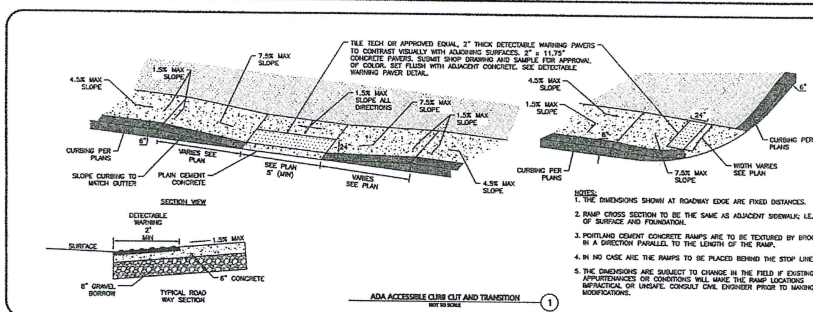 TILE TECH OR APPROVED EQUAL, 2" THICK DETECTABLE WARNING PAVERS
TO CONTRAST VISUALLY WITH ADJOINING SURFACES. 2" x 11.75"
CONCRETE PAVERS. SUBMIT SHOP DRAWING AND SAMPLE FOR APPROVAL
OF COLOR. SET FLUSH WITH ADJACENT CONCRETE. SEE DETECTABLE
WARNING PAVER DETAIL.
4.5% MAX
SLOPE
1.5% MAX
SLOPE
7.5% MAX
SLOPE
1.5% MAX
SLOPE ALL
DIRECTIONS
7.5% MAX
SLOPE
1.5% MAX
SLOPE
4.5% MAX
SLOPE
CURBING PER
PLANS
6"
VARIES SEE
PLAN
SLOPE CURBING TO
MATCH GUTTER
PLAIN CEMENT
CONCRETE
SEE PLAN
5' (MIN)
24"
VARIES
SEE PLAN
4.5% MAX
SLOPE
1.5% MAX
SLOPE
24"
6"
6"
CURBING PER
PLANS
CURBING PER
PLANS
7.5% MAX
SLOPE
WIDTH VARIES
SEE PLAN
SECTION VIEW
DETECTABLE
WARNING
2"
MIN
1.5% MAX
SURFACE
6" CONCRETE
8" GRAVEL
BORROW
TYPICAL ROAD
WAY SECTION
NOTES:
1. THE DIMENSIONS SHOWN AT ROADWAY EDGE ARE FIXED DISTANCES.
2. RAMP CROSS SECTION TO BE THE SAME AS ADJACENT SIDEWALK; I.E.
OF SURFACE AND FOUNDATION.
3. PORTLAND CEMENT CONCRETE RAMPS ARE TO BE TEXTURED BY
IN A DIRECTION PARALLEL TO THE LENGTH OF THE RAMP.
4. IN NO CASE ARE THE RAMPS TO BE PLACED BEHIND THE STOP LINE
5. THE DIMENSIONS ARE SUBJECT TO CHANGE IN THE FIELD IF EXISTING
APPURTENANCES OR CONDITIONS WILL MAKE THE RAMP LOCATIONS
IMPRACTICAL OR UNSAFE. CONSULT CIVIL ENGINEER PRIOR TO MAKING
MODIFICATIONS.
ADA ACCESSIBLE CURB CUT AND TRANSITION
NOT TO SCALE
1